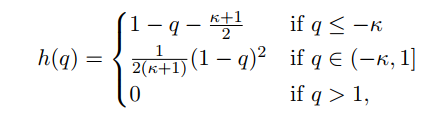 h(q) = { 1 − q − (κ+1)/2 if q ≤ −κ
1/(2(κ+1)) (1 − q)² if q ∈ (−κ, 1]
0 if q > 1,